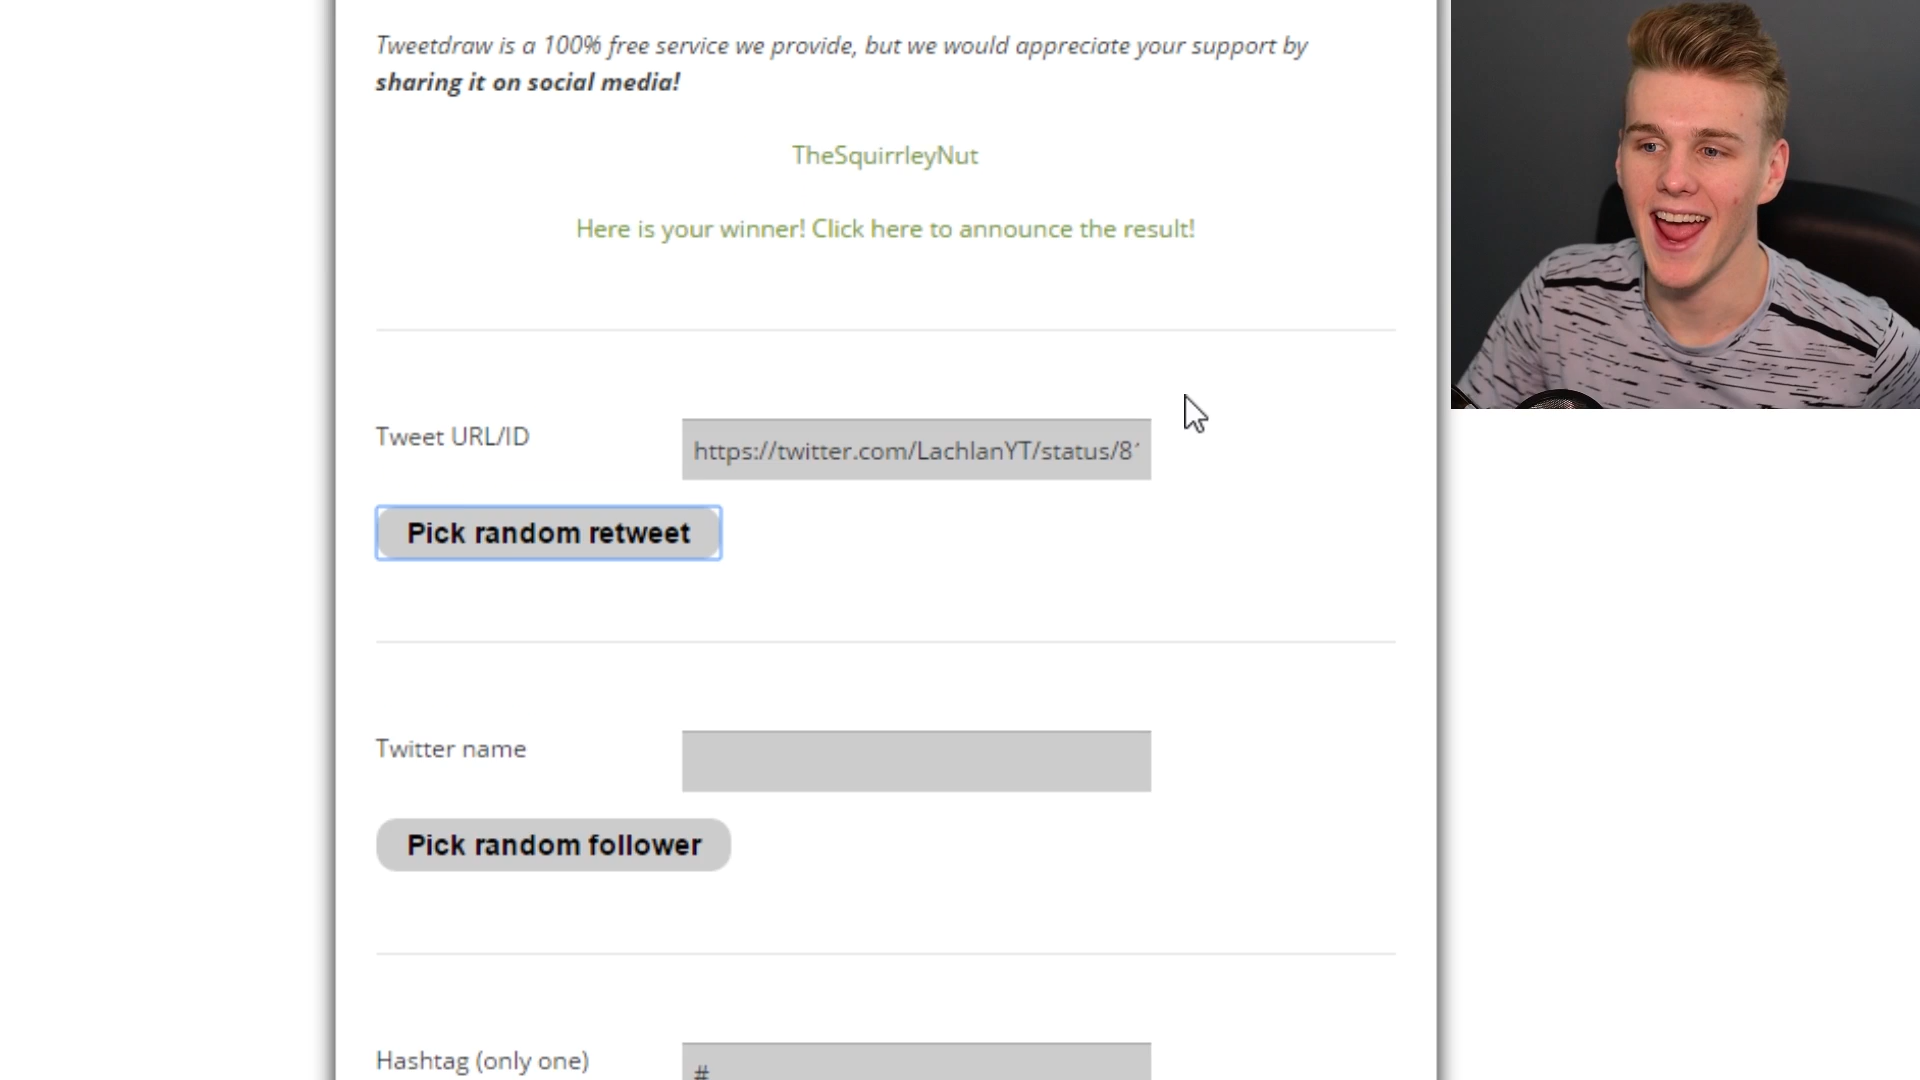 Tweetdraw is a 100% free service we provide, but we would appreciate your support by
sharing it on social media!
TheSquirrleyNut
Here is your winner! Click here to announce the result!
Tweet URL/ID
https://twitter.com/LachlanYT/status/8
Pick random retweet
Twitter name
Pick random follower
Hashtag (only one)
#